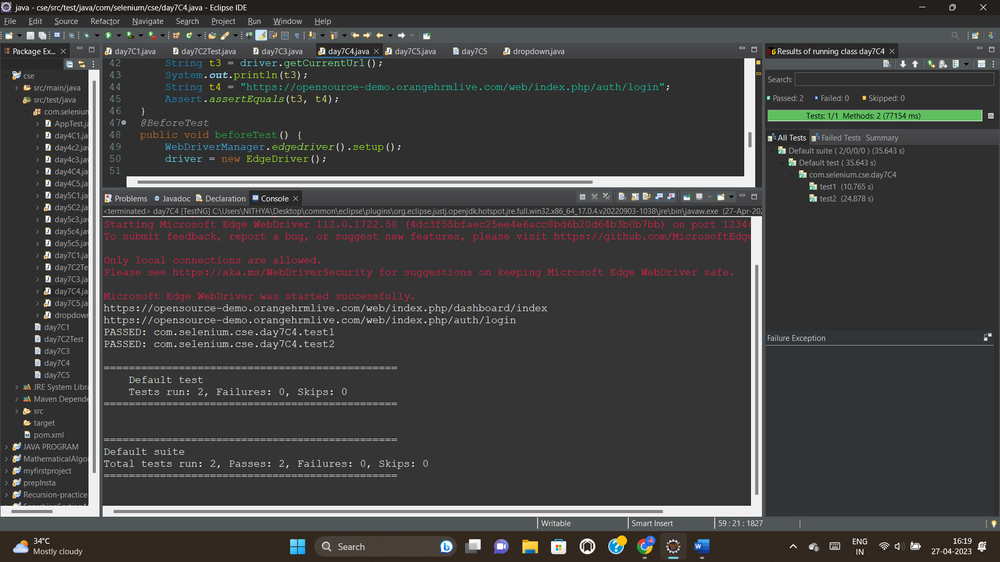 java - cse/src/test/java/com/selenium/cse/day7C4.java - Eclipse IDE
File Edit Source Refactor Navigate Search Project Run Window Help
Package Ex...
cse
src/main/java
src/test/java
com.selenium
AppTest.ja
day4C1.ja
day4c2.ja
day4c3.ja
day4C4.ja
day4C5.ja
day5C1.ja
day5C2.ja
day5c3.ja
day5c4.ja
day5c5.ja
day7C1.ja
day7C2Te
day7C3.ja
day7C4.ja
day7C5.ja
dropdown
day7C1
day7C2Test
day7C3
day7C4
day7C5
JRE System Libra
Maven Depende
src
target
pom.xml
JAVA PROGRAM
MathematicalAlgo
myfirstproject
prepInsta
Recursion-practice
day7C1.java day7C2Test.java day7C3.java day7C4.java day7C5.java day7C5 dropdown.java
42 String t3 = driver.getCurrentUrl();
43 System.out.println(t3);
44 String t4 = "https://opensource-demo.orangehrmlive.com/web/index.php/auth/login";
45 Assert.assertEquals(t3, t4);
46 }
47 @BeforeTest
48 public void beforeTest() {
49 WebDriverManager.edgedriver().setup();
50 driver = new EdgeDriver();
51
Problems Javadoc Declaration Console
<terminated> day7C4 [TestNG] C:\Users\NITHYA\Desktop\common\eclipse\plugins\org.eclipse.justj.openjdk.hotspot.jre.full.win32.x86_64_17.0.4.v20220903-1038\jre\bin\javaw.exe (27-Apr-202
Starting Microsoft Edge WebDriver 112.0.1722.58 (4dc3f55bfaec25ee4e6acc8bd6b20d64b3b0b7bb) on port 12344
To submit feedback, report a bug, or suggest new features, please visit https://github.com/MicrosoftEdge
Only local connections are allowed.
Please see https://aka.ms/WebDriverSecurity for suggestions on keeping Microsoft Edge WebDriver safe.
Microsoft Edge WebDriver was started successfully.
https://opensource-demo.orangehrmlive.com/web/index.php/dashboard/index
https://opensource-demo.orangehrmlive.com/web/index.php/auth/login
PASSED: com.selenium.cse.day7C4.test1
PASSED: com.selenium.cse.day7C4.test2
===============================================
Default test
Tests run: 2, Failures: 0, Skips: 0
===============================================
===============================================
Default suite
Total tests run: 2, Passes: 2, Failures: 0, Skips: 0
===============================================
Results of running class day7C4
Search:
Passed: 2 Failed: 0 Skipped: 0
Tests: 1/1 Methods: 2 (77154 ms)
All Tests Failed Tests Summary
Default suite ( 2/0/0/0 ) (35.643 s)
Default test ( 35.643 s)
com.selenium.cse.day7C4
test1 (10.765 s)
test2 (24.878 s)
Failure Exception
Writable Smart Insert 59 : 21 : 1827
34°C
Mostly cloudy
Search
ENG
IN
16:19
27-04-2023